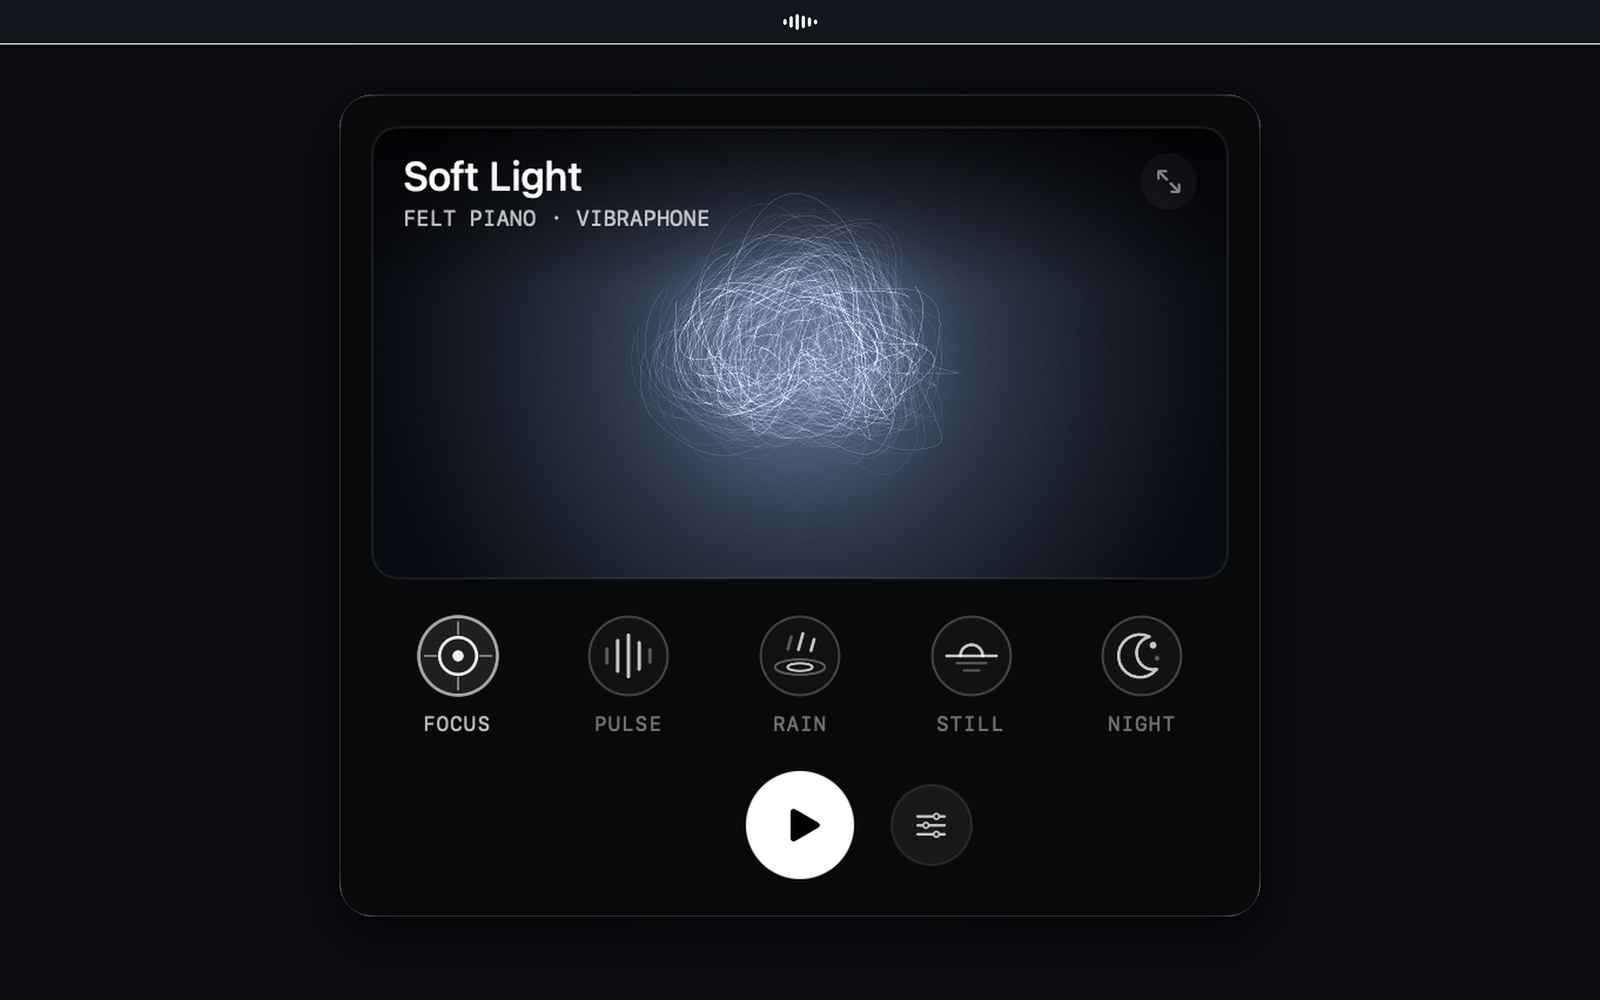 Soft Light
FELT PIANO · VIBRAPHONE
FOCUS
PULSE
RAIN
STILL
NIGHT